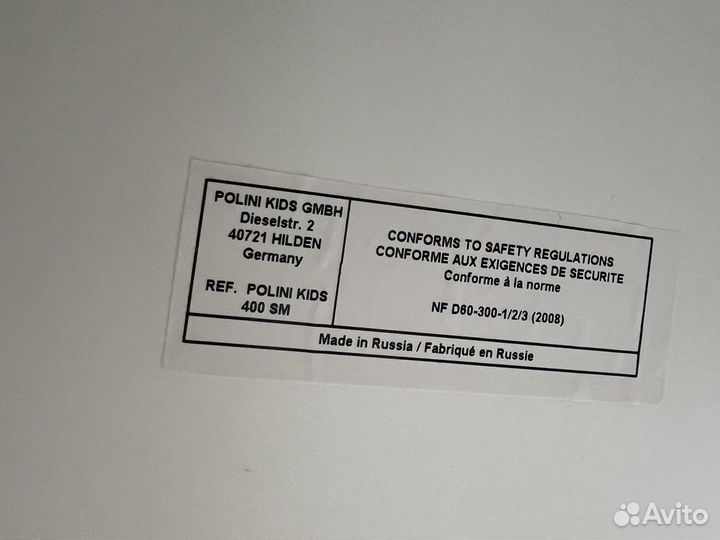 POLINI KIDS GMBH
Dieselstr. 2
40721 HILDEN
Germany
REF. POLINI KIDS
400 SM
CONFORMS TO SAFETY REGULATIONS
CONFORME AUX EXIGENCES DE SECURITE
Conforme à la norme
NF D60-300-1/2/3 (2008)
Made in Russia / Fabriqué en Russie
Avito